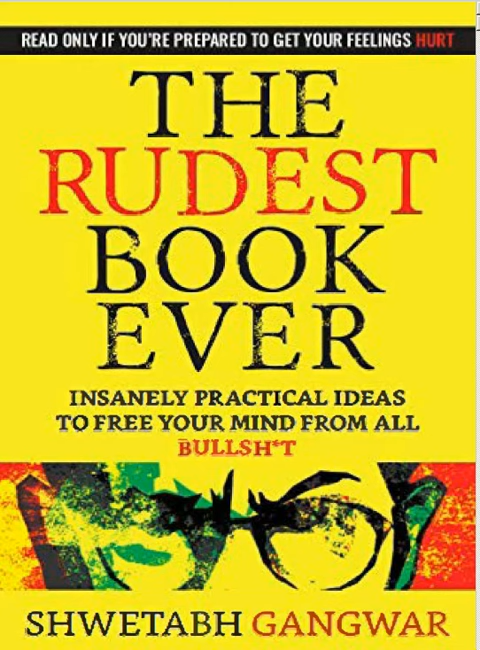 READ ONLY IF YOU'RE PREPARED TO GET YOUR FEELINGS HURT
THE
RUDEST
BOOK
EVER
INSANELY PRACTICAL IDEAS
TO FREE YOUR MIND FROM ALL
BULLSH*T
SHWETABH GANGWAR